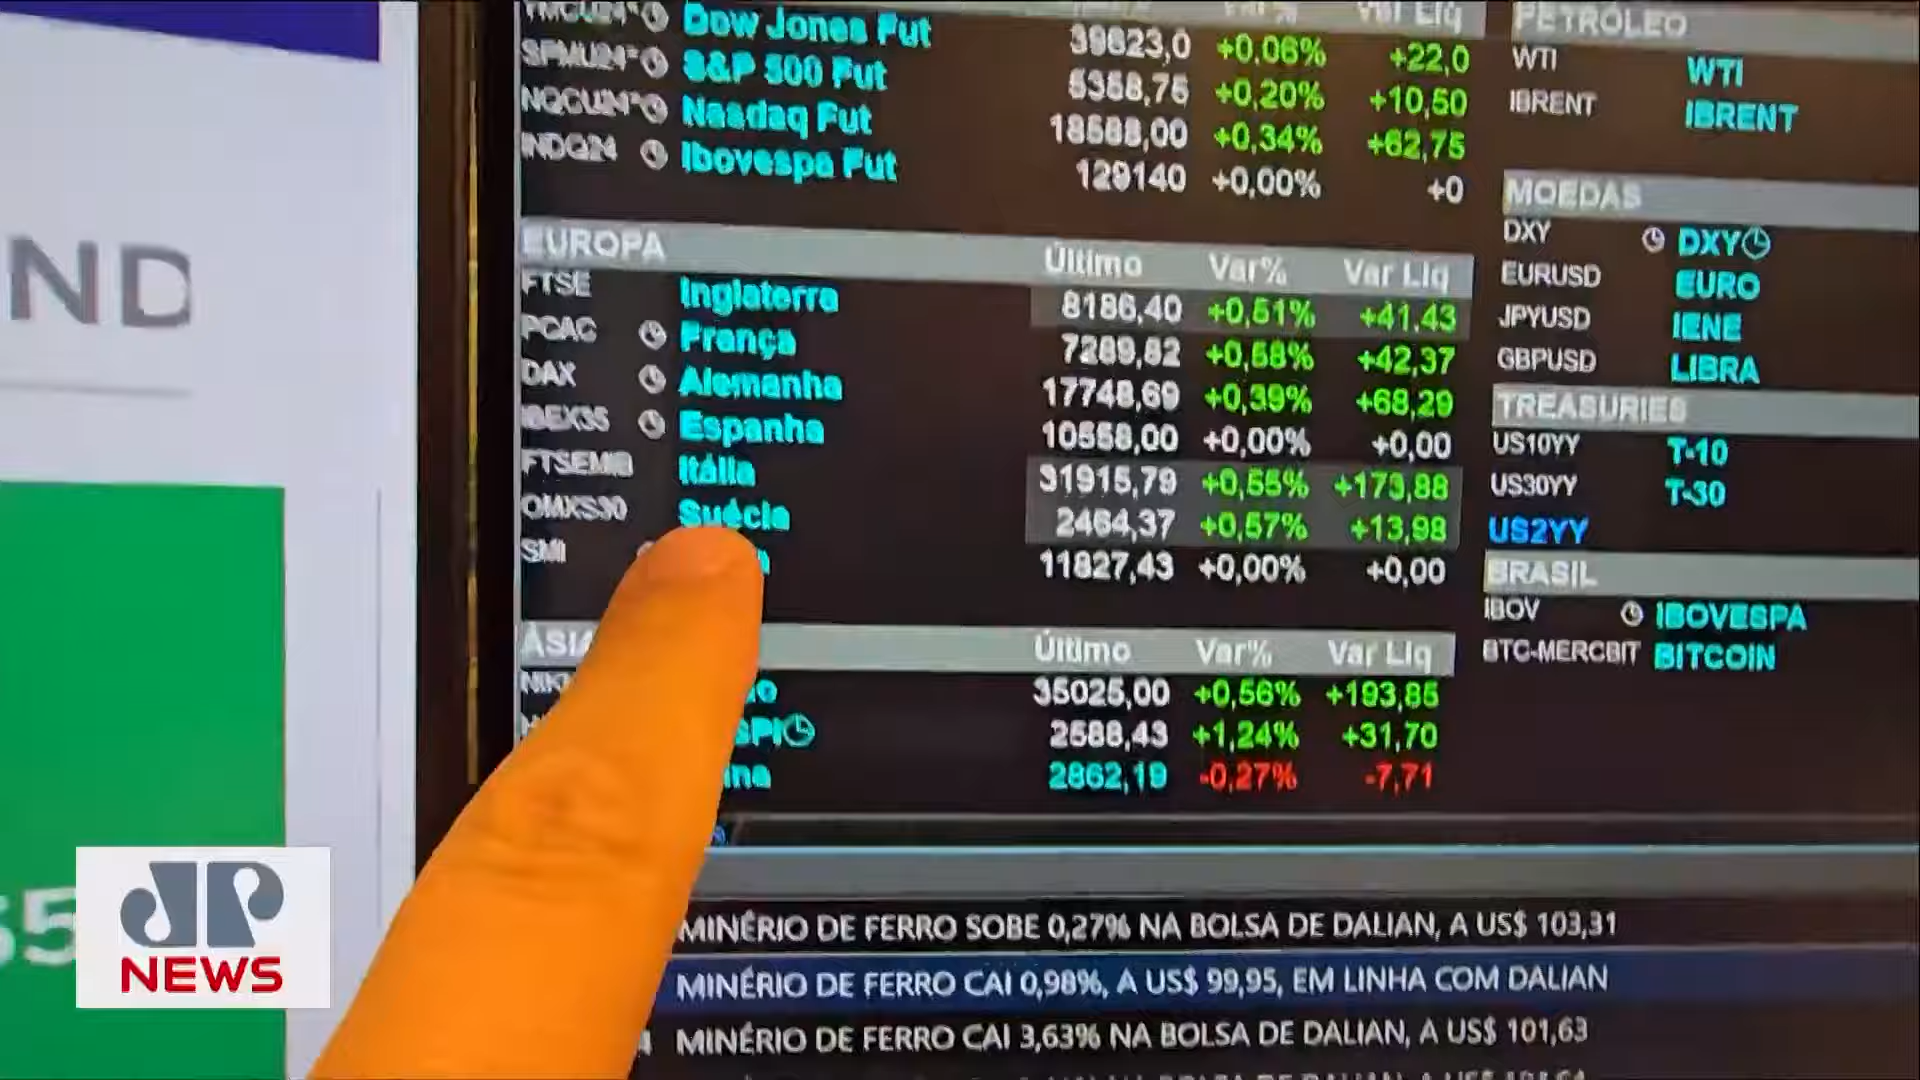 YMCU24* Dow Jones Fut 39823,0 +0,06% +22,0
SFMU24* S&P 500 Fut 5358,75 +0,20% +10,50
NQCU24* Nasdaq Fut 18588,00 +0,34% +62,75
INDQ24 Ibovespa Fut 129140 +0,00% +0
EUROPA Último Var% Var Liq
FTSE Inglaterra 8186,40 +0,51% +41,43
PCAC França 7289,82 +0,58% +42,37
DAX Alemanha 17748,69 +0,39% +68,29
IBEX35 Espanha 10558,00 +0,00% +0,00
FTSEMIB Itália 31915,79 +0,55% +173,88
OMXS30 Suécia 2464,37 +0,57% +13,98
SMI 11827,43 +0,00% +0,00
Último Var% Var Liq
35025,00 +0,56% +193,85
2588,43 +1,24% +31,70
2862,19 -0,27% -7,71
PETRÓLEO
WTI WTI
IBRENT IBRENT
MOEDAS
DXY DXY
EURUSD EURO
JPYUSD IENE
GBPUSD LIBRA
TREASURIES
US10YY T-10
US30YY T-30
US2YY
BRASIL
IBOV IBOVESPA
BTC-MERCBIT BITCOIN
MINÉRIO DE FERRO SOBE 0,27% NA BOLSA DE DALIAN, A US$ 103,31
MINÉRIO DE FERRO CAI 0,98%, A US$ 99,95, EM LINHA COM DALIAN
MINÉRIO DE FERRO CAI 3,63% NA BOLSA DE DALIAN, A US$ 101,63
ND
JP
NEWS